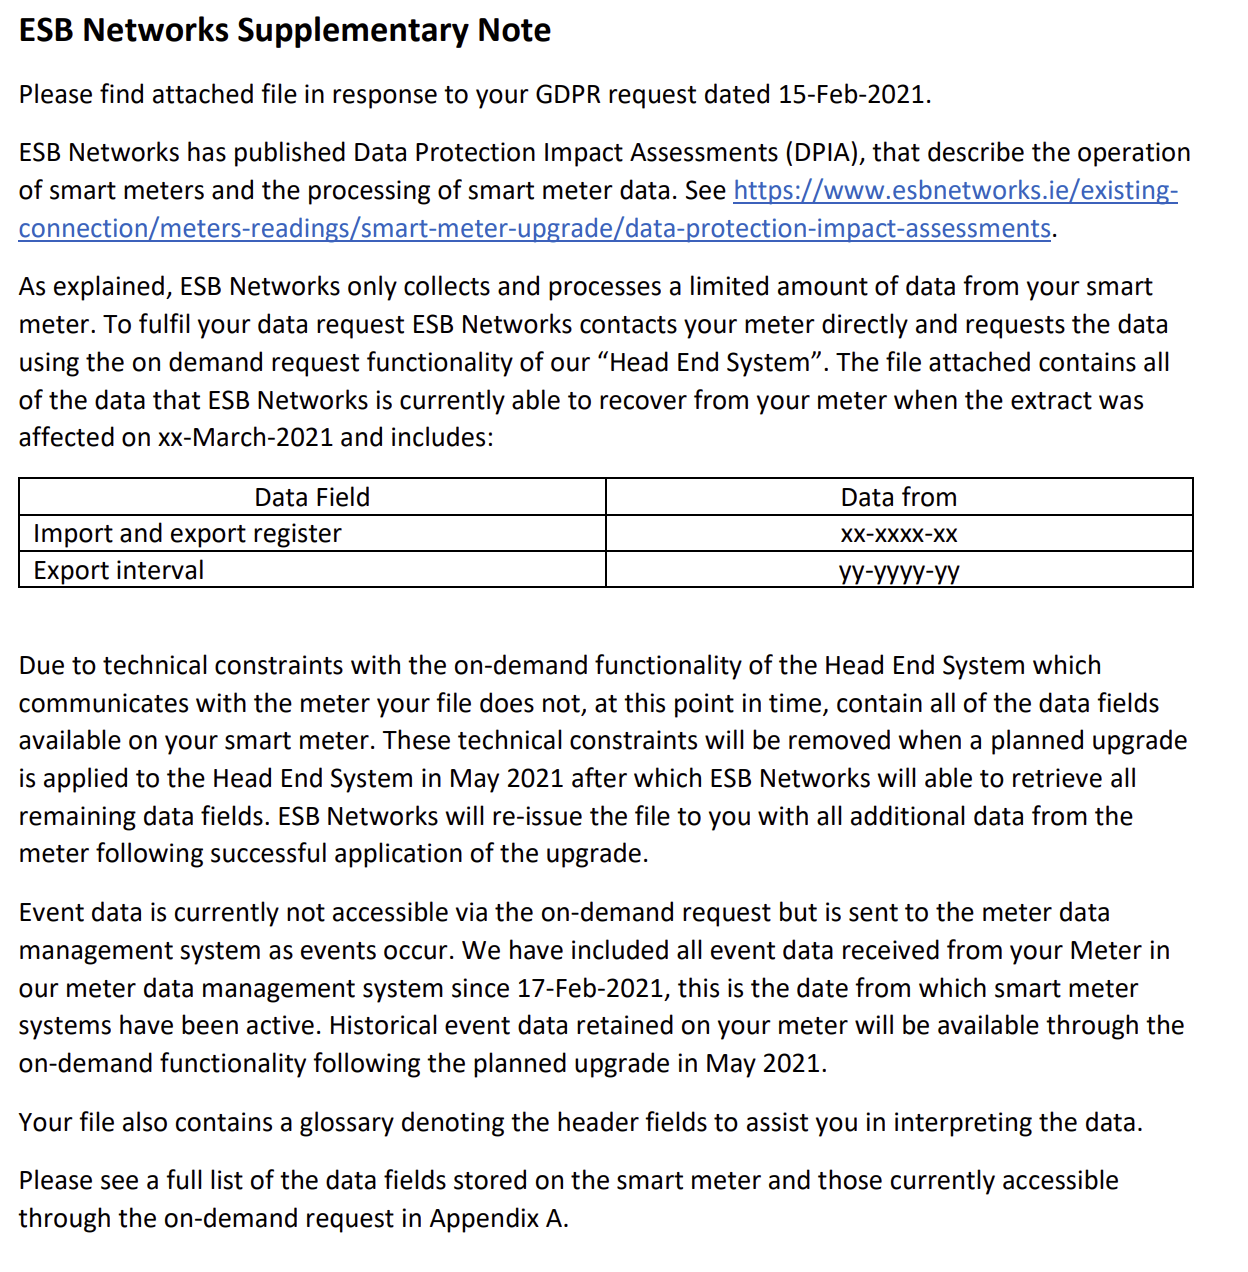 ESB Networks Supplementary Note
Please find attached file in response to your GDPR request dated 15-Feb-2021.
ESB Networks has published Data Protection Impact Assessments (DPIA), that describe the operation
of smart meters and the processing of smart meter data. See https://www.esbnetworks.ie/existing-
connection/meters-readings/smart-meter-upgrade/data-protection-impact-assessments.
As explained, ESB Networks only collects and processes a limited amount of data from your smart
meter. To fulfil your data request ESB Networks contacts your meter directly and requests the data
using the on demand request functionality of our “Head End System”. The file attached contains all
of the data that ESB Networks is currently able to recover from your meter when the extract was
affected on xx-March-2021 and includes:
Data Field Data from
Import and export register xx-xxxx-xx
Export interval yy-yyyy-yy
Due to technical constraints with the on-demand functionality of the Head End System which
communicates with the meter your file does not, at this point in time, contain all of the data fields
available on your smart meter. These technical constraints will be removed when a planned upgrade
is applied to the Head End System in May 2021 after which ESB Networks will able to retrieve all
remaining data fields. ESB Networks will re-issue the file to you with all additional data from the
meter following successful application of the upgrade.
Event data is currently not accessible via the on-demand request but is sent to the meter data
management system as events occur. We have included all event data received from your Meter in
our meter data management system since 17-Feb-2021, this is the date from which smart meter
systems have been active. Historical event data retained on your meter will be available through the
on-demand functionality following the planned upgrade in May 2021.
Your file also contains a glossary denoting the header fields to assist you in interpreting the data.
Please see a full list of the data fields stored on the smart meter and those currently accessible
through the on-demand request in Appendix A.